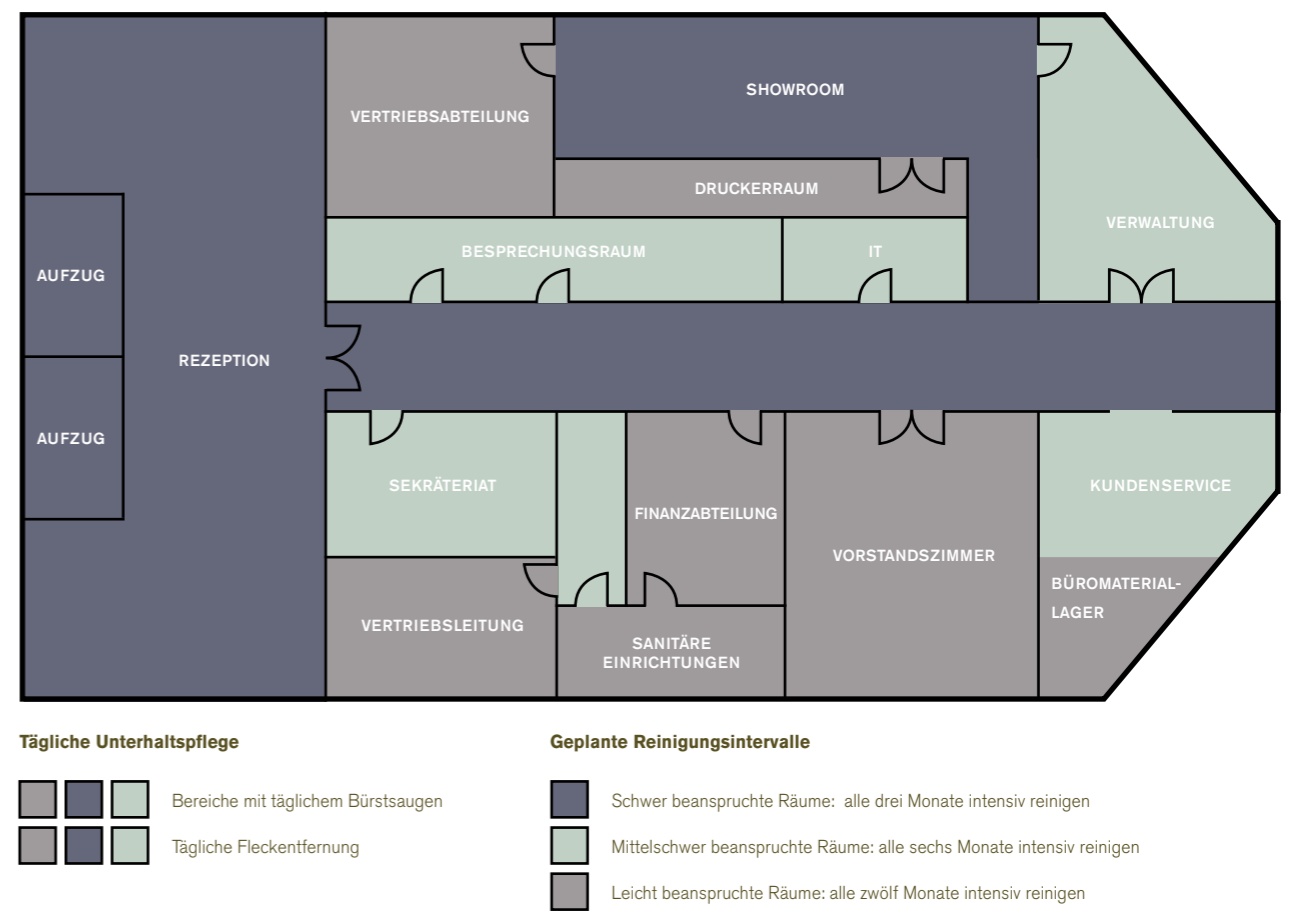 SHOWROOM
VERTRIEBSABTEILUNG
DRUCKERRAUM
VERWALTUNG
BESPRECHUNGSRAUM
IT
AUFZUG
REZEPTION
AUFZUG
SEKRÄTERIAT
KUNDENSERVICE
FINANZABTEILUNG
VORSTANDSZIMMER
BÜROMATERIAL-
LAGER
VERTRIEBSLEITUNG
SANITÄRE
EINRICHTUNGEN
Tägliche Unterhaltspflege
Bereiche mit täglichem Bürstsaugen
Tägliche Fleckentfernung
Geplante Reinigungsintervalle
Schwer beanspruchte Räume: alle drei Monate intensiv reinigen
Mittelschwer beanspruchte Räume: alle sechs Monate intensiv reinigen
Leicht beanspruchte Räume: alle zwölf Monate intensiv reinigen